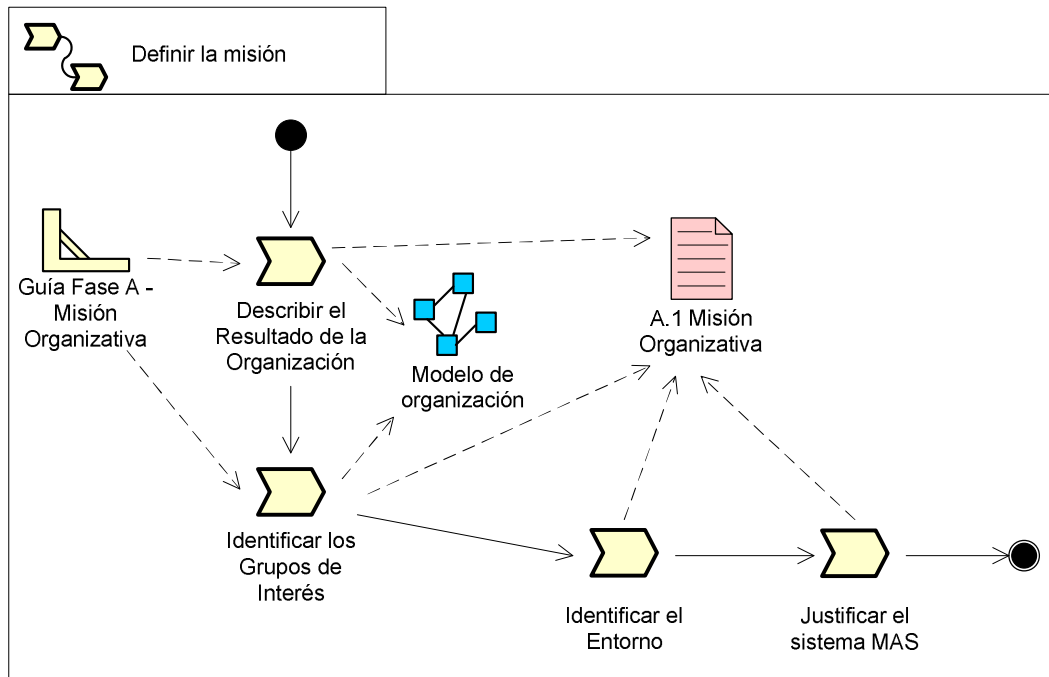 Definir la misión
Guía Fase A -
Misión
Organizativa
Describir el
Resultado de la
Organización
Modelo de
organización
A.1 Misión
Organizativa
Identificar los
Grupos de
Interés
Identificar el
Entorno
Justificar el
sistema MAS